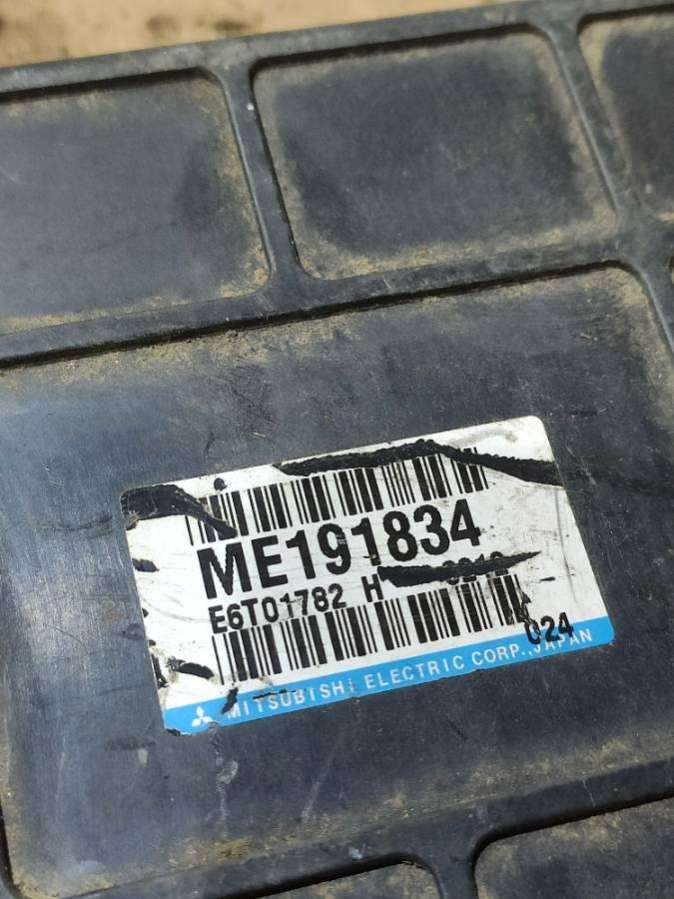 ME191834
E6T01782 H
024
MITSUBISHI ELECTRIC CORP., JAPAN